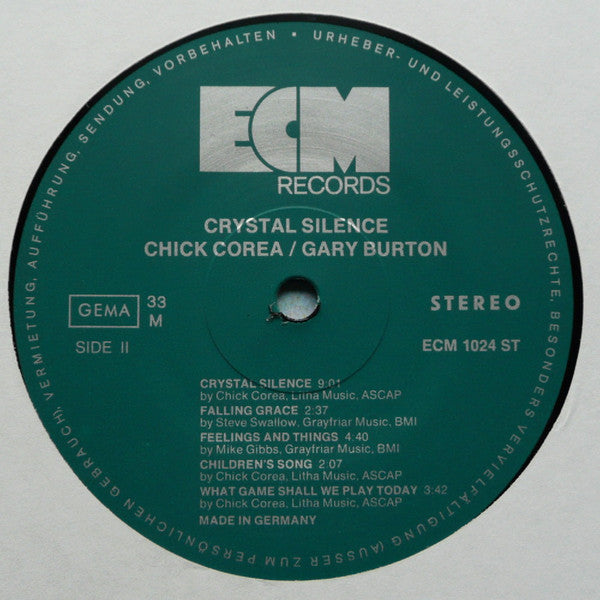 URHEBER- UND LEISTUNGSSCHUTZRECHTE, BESONDERS VERVIELFÄLTIGUNG (AUSSER ZUM PERSÖNLICHEN GEBRAUCH), VERMIETUNG, AUFFÜHRUNG, SENDUNG, VORBEHALTEN •
ECM
RECORDS
CRYSTAL SILENCE
CHICK COREA / GARY BURTON
GEMA
33
M
STEREO
SIDE II
ECM 1024 ST
CRYSTAL SILENCE 9:01
by Chick Corea, Litha Music, ASCAP
FALLING GRACE 2:37
by Steve Swallow, Grayfriar Music, BMI
FEELINGS AND THINGS 4:40
by Mike Gibbs, Grayfriar Music, BMI
CHILDREN'S SONG 2:07
by Chick Corea, Litha Music, ASCAP
WHAT GAME SHALL WE PLAY TODAY 3:42
by Chick Corea, Litha Music, ASCAP
MADE IN GERMANY